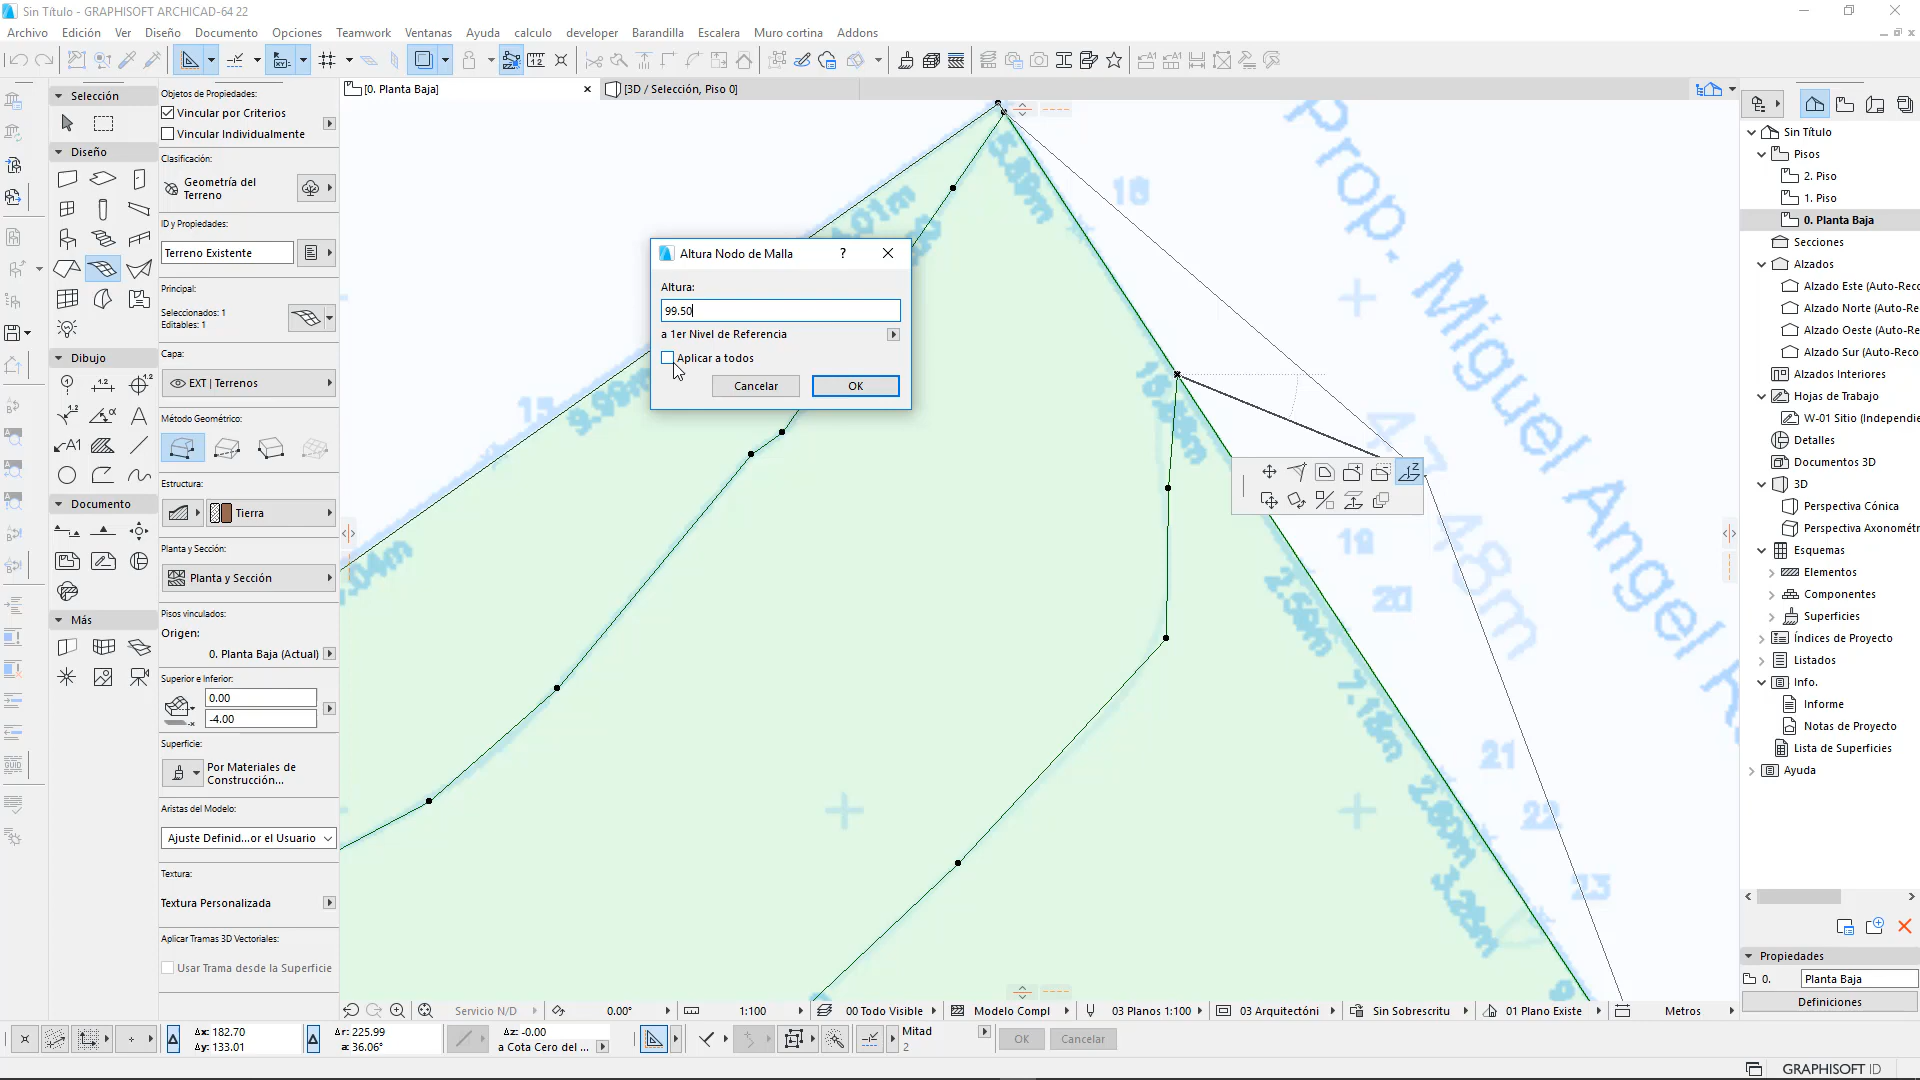 Sin Título - GRAPHISOFT ARCHICAD-64 22
Archivo Edición Ver Diseño Documento Opciones Teamwork Ventanas Ayuda calculo developer Barandilla Escalera Muro cortina Addons
Selección
Diseño
Dibujo
Documento
Más
Objetos de Propiedades:
Vincular por Criterios
Vincular Individualmente
Clasificación:
Geometría del
Terreno
ID y Propiedades:
Terreno Existente
Principal:
Seleccionados: 1
Editables: 1
Capa:
EXT | Terrenos
Método Geométrico:
Estructura:
Tierra
Planta y Sección:
Planta y Sección
Pisos vinculados:
Origen:
0. Planta Baja (Actual)
Superior e Inferior:
0.00
-4.00
Superficie:
Por Materiales de
Construcción...
Aristas del Modelo:
Ajuste Definid...or el Usuario
Textura:
Textura Personalizada
Aplicar Tramas 3D Vectoriales:
Usar Trama desde la Superficie
[0. Planta Baja]
[3D / Selección, Piso 0]
Altura Nodo de Malla
?
Altura:
99.50
a 1er Nivel de Referencia
Aplicar a todos
Cancelar
OK
Prop. Miguel Angel
18
19
20
21
22
23
9.99m
2.59m
7.18m
Sin Título
Pisos
2. Piso
1. Piso
0. Planta Baja
Secciones
Alzados
Alzado Este (Auto-Reco
Alzado Norte (Auto-Re
Alzado Oeste (Auto-Re
Alzado Sur (Auto-Reco
Alzados Interiores
Hojas de Trabajo
W-01 Sitio (Independie
Detalles
Documentos 3D
3D
Perspectiva Cónica
Perspectiva Axonométr
Esquemas
Elementos
Componentes
Superficies
Índices de Proyecto
Listados
Info.
Informe
Notas de Proyecto
Lista de Superficies
Ayuda
Propiedades
0. Planta Baja
Definiciones
Servicio N/D 0.00° 1:100 00 Todo Visible Modelo Compl 03 Planos 1:100 03 Arquitectóni Sin Sobrescritu 01 Plano Existe Metros
Δx: 182.70
Δy: 133.01
Δr: 225.99
a: 36.06°
Δz: -0.00
a Cota Cero del ...
Mitad
2
OK
Cancelar
GRAPHISOFT ID